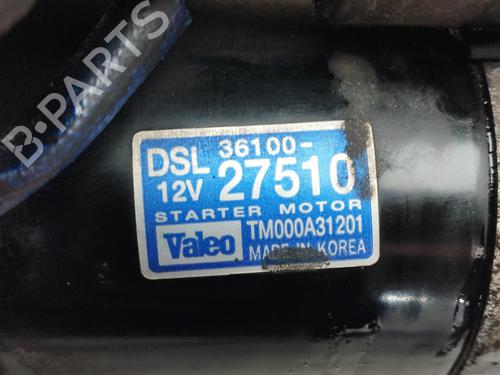 B-PARTS
DSL 36100-
12V 27510
STARTER MOTOR
Valeo TM000A31201
MADE IN KOREA